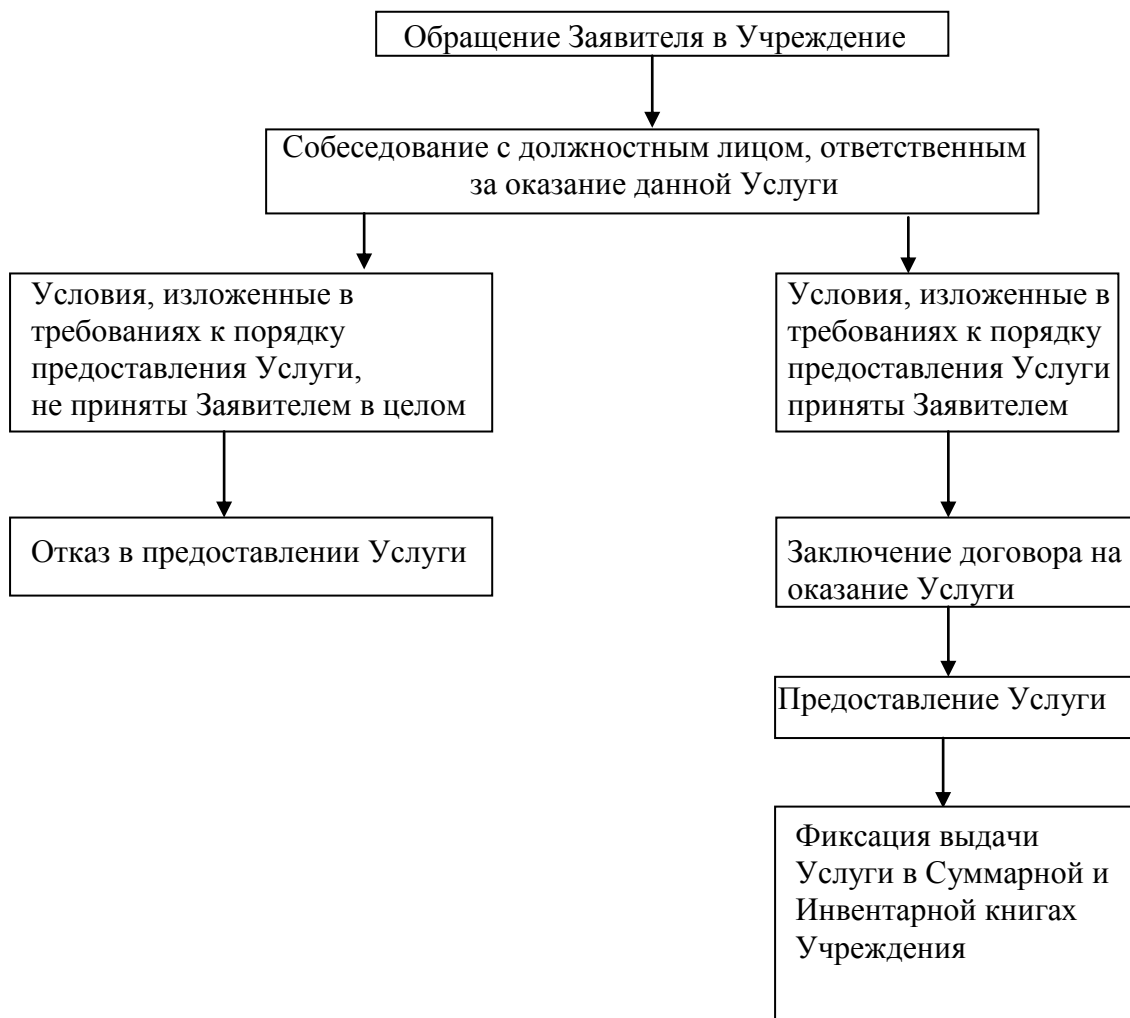 Обращение Заявителя в Учреждение
Собеседование с должностным лицом, ответственным
за оказание данной Услуги
Условия, изложенные в
требованиях к порядку
предоставления Услуги,
не приняты Заявителем в целом
Условия, изложенные в
требованиях к порядку
предоставления Услуги
приняты Заявителем
Отказ в предоставлении Услуги
Заключение договора на
оказание Услуги
Предоставление Услуги
Фиксация выдачи
Услуги в Суммарной и
Инвентарной книгах
Учреждения